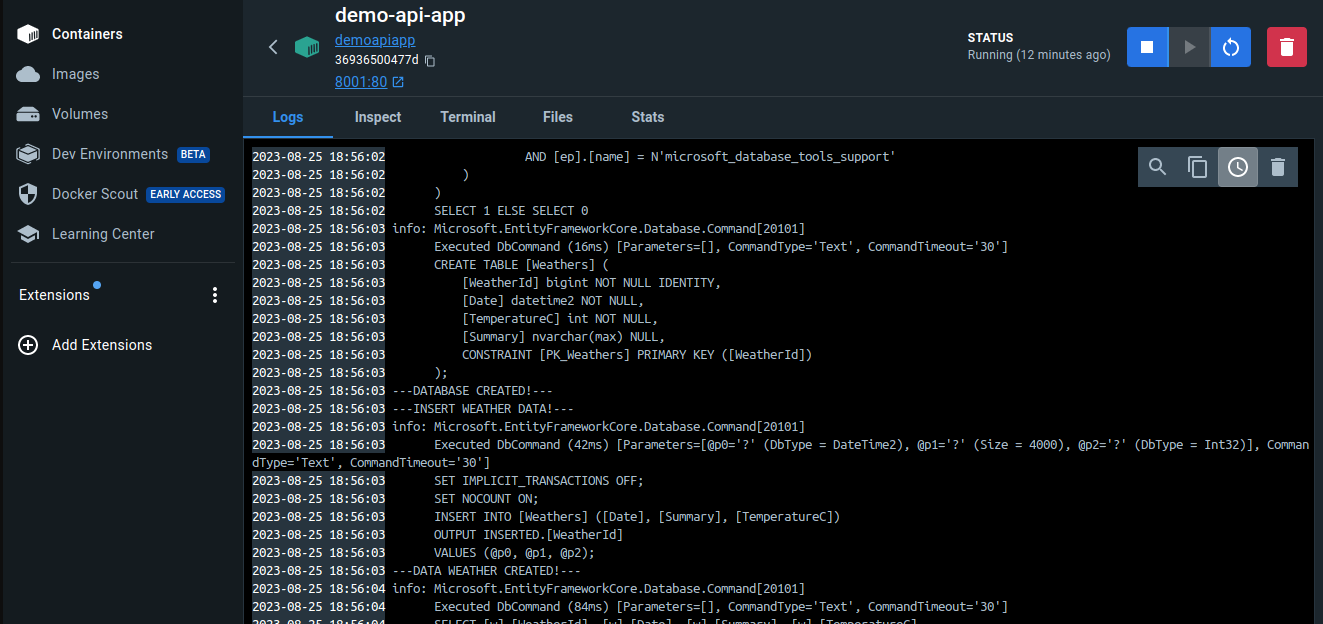 Containers
Images
Volumes
Dev Environments BETA
Docker Scout EARLY ACCESS
Learning Center
Extensions
Add Extensions
demo-api-app
demoapiapp
36936500477d
8001:80
STATUS
Running (12 minutes ago)
Logs Inspect Terminal Files Stats
2023-08-25 18:56:02 AND [ep].[name] = N'microsoft_database_tools_support'
2023-08-25 18:56:02 )
2023-08-25 18:56:02 )
2023-08-25 18:56:02 SELECT 1 ELSE SELECT 0
2023-08-25 18:56:03 info: Microsoft.EntityFrameworkCore.Database.Command[20101]
2023-08-25 18:56:03 Executed DbCommand (16ms) [Parameters=[], CommandType='Text', CommandTimeout='30']
2023-08-25 18:56:03 CREATE TABLE [Weathers] (
2023-08-25 18:56:03 [WeatherId] bigint NOT NULL IDENTITY,
2023-08-25 18:56:03 [Date] datetime2 NOT NULL,
2023-08-25 18:56:03 [TemperatureC] int NOT NULL,
2023-08-25 18:56:03 [Summary] nvarchar(max) NULL,
2023-08-25 18:56:03 CONSTRAINT [PK_Weathers] PRIMARY KEY ([WeatherId])
2023-08-25 18:56:03 );
2023-08-25 18:56:03 ---DATABASE CREATED!---
2023-08-25 18:56:03 ---INSERT WEATHER DATA!---
2023-08-25 18:56:03 info: Microsoft.EntityFrameworkCore.Database.Command[20101]
2023-08-25 18:56:03 Executed DbCommand (42ms) [Parameters=[@p0='?' (DbType = DateTime2), @p1='?' (Size = 4000), @p2='?' (DbType = Int32)], Comman
dType='Text', CommandTimeout='30']
2023-08-25 18:56:03 SET IMPLICIT_TRANSACTIONS OFF;
2023-08-25 18:56:03 SET NOCOUNT ON;
2023-08-25 18:56:03 INSERT INTO [Weathers] ([Date], [Summary], [TemperatureC])
2023-08-25 18:56:03 OUTPUT INSERTED.[WeatherId]
2023-08-25 18:56:03 VALUES (@p0, @p1, @p2);
2023-08-25 18:56:03 ---DATA WEATHER CREATED!---
2023-08-25 18:56:04 info: Microsoft.EntityFrameworkCore.Database.Command[20101]
2023-08-25 18:56:04 Executed DbCommand (84ms) [Parameters=[], CommandType='Text', CommandTimeout='30']
2023-08-25 18:56:04 SELECT [w].[WeatherId], [w].[Date], [w].[Summary], [w].[TemperatureC]